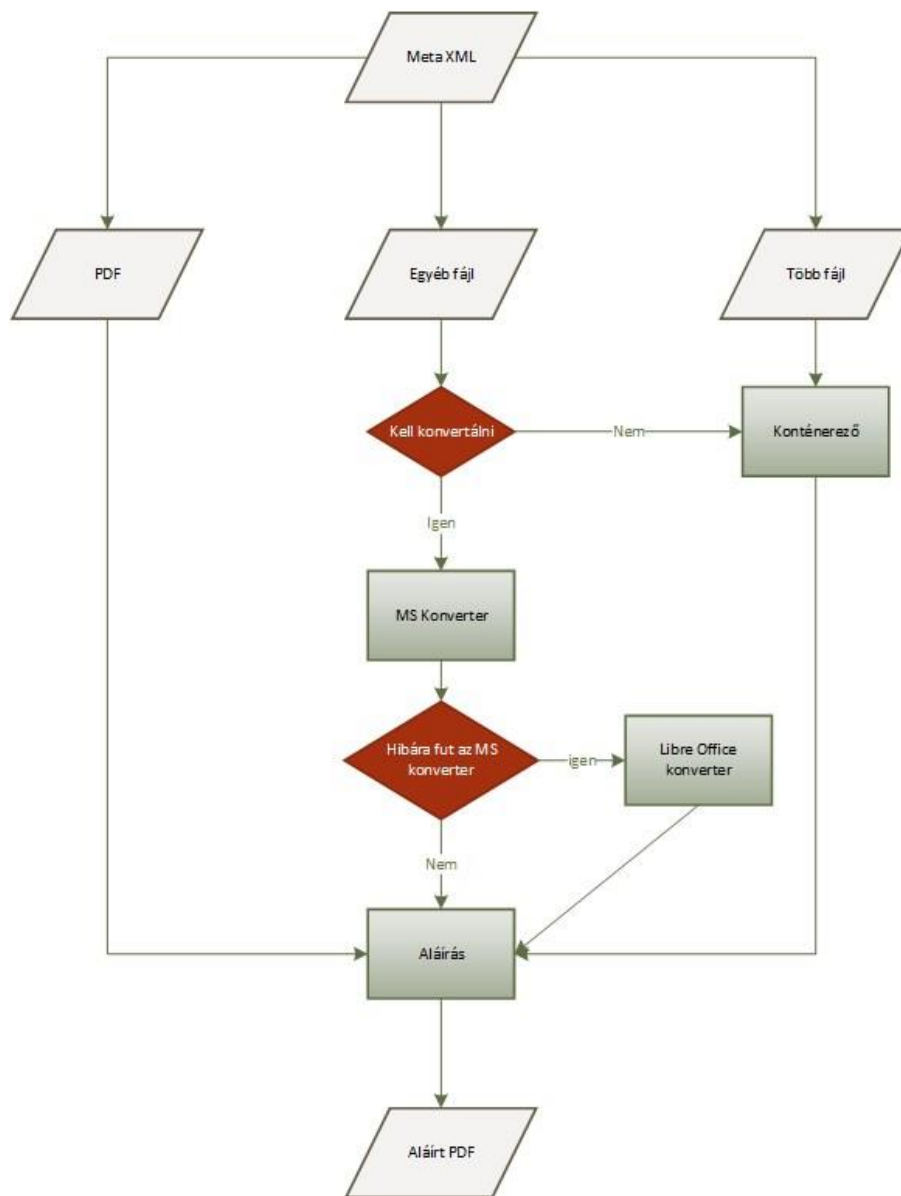 Meta XML
PDF
Egyéb fájl
Több fájl
Kell konvertálni
Nem
Konténerező
Igen
MS Konverter
Hibára fut az MS
konverter
igen
Libre Office
konverter
Nem
Aláírás
Aláírt PDF